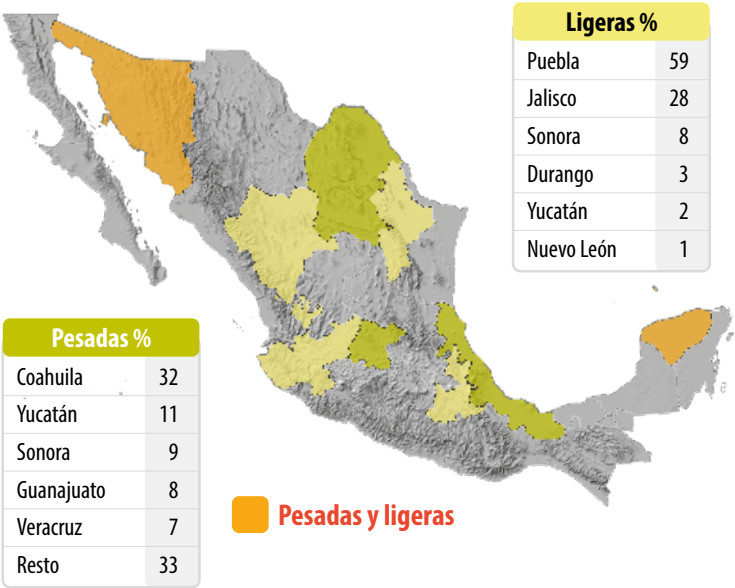 Ligeras %
Puebla 59
Jalisco 28
Sonora 8
Durango 3
Yucatán 2
Nuevo León 1
Pesadas %
Coahuila 32
Yucatán 11
Sonora 9
Guanajuato 8
Veracruz 7
Resto 33
Pesadas y ligeras